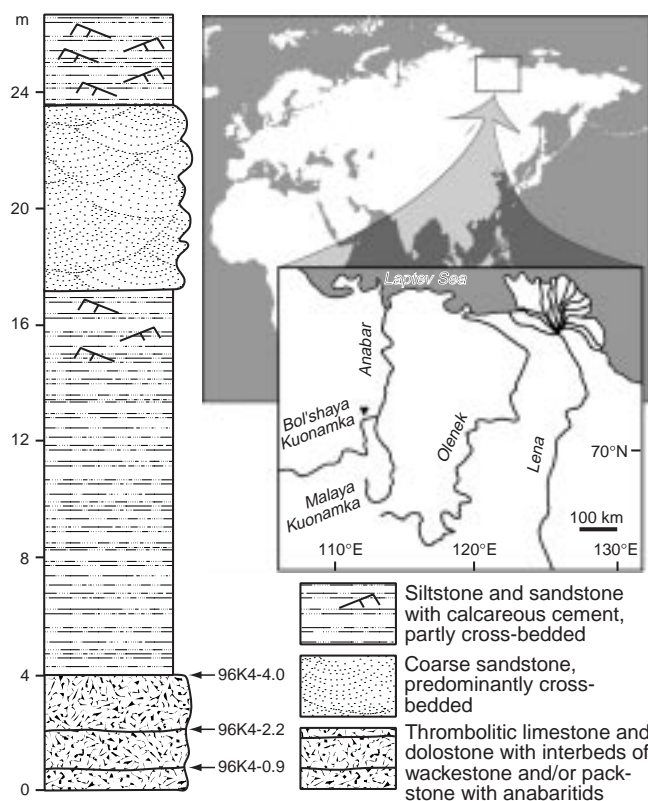 m
24
20
16
12
8
4
0
96K4-4.0
96K4-2.2
96K4-0.9
Laptev Sea
Anabar
Bol'shaya
Kuonamka
Malaya
Kuonamka
Olenek
Lena
70°N
100 km
110°E
120°E
130°E
Siltstone and sandstone
with calcareous cement,
partly cross-bedded
Coarse sandstone,
predominantly cross-
bedded
Thrombolitic limestone and
dolostone with interbeds of
wackestone and/or pack-
stone with anabaritids